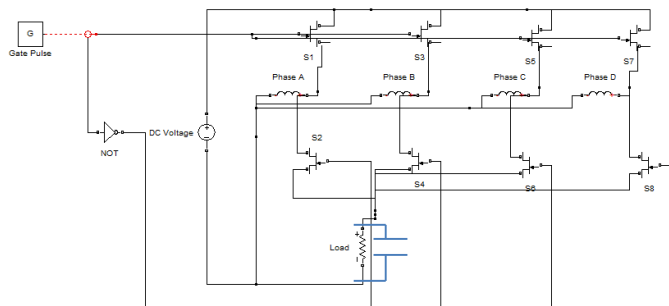 G
Gate Pulse
S1
S3
S5
S7
Phase A
Phase B
Phase C
Phase D
DC Voltage
+
−
NOT
S2
S4
S6
S8
Load
+
−